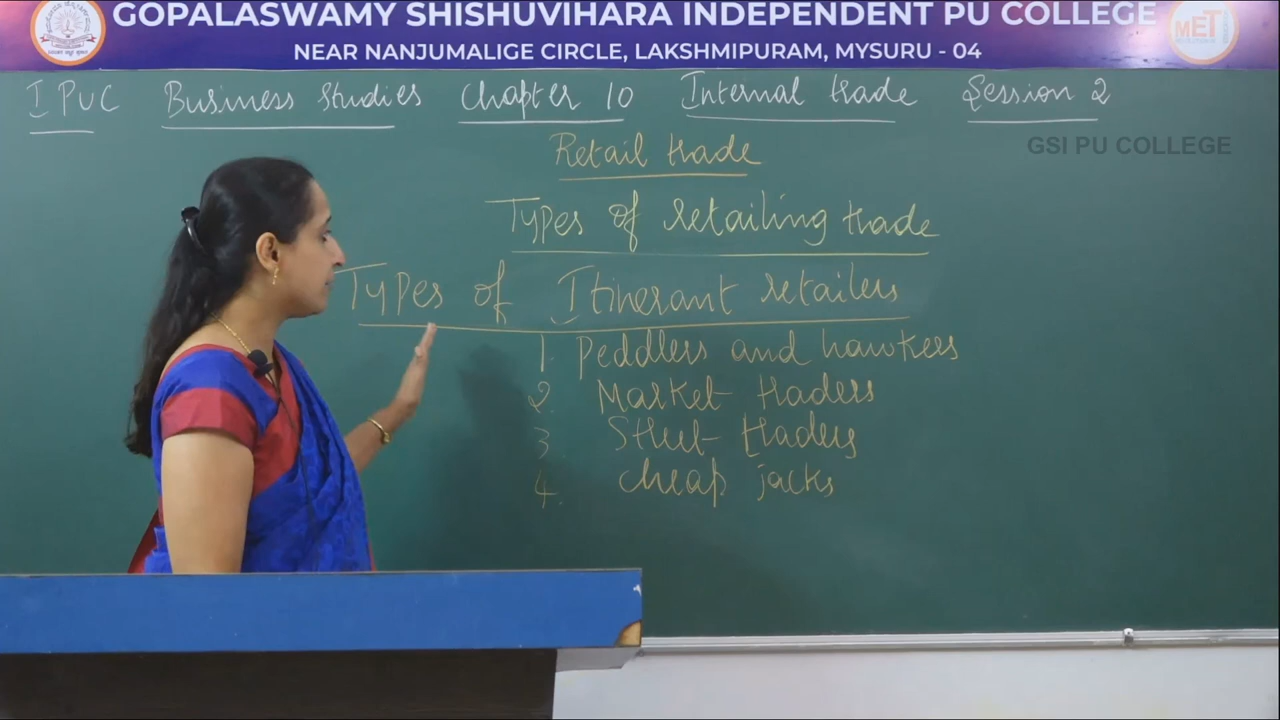 GOPALASWAMY SHISHUVIHARA INDEPENDENT PU COLLEGE
NEAR NANJUMALIGE CIRCLE, LAKSHMIPURAM, MYSURU - 04
MET
I PUC Business Studies Chapter 10 Internal trade Session 2
GSI PU COLLEGE
Retail trade
Types of retailing trade
Types of Itinerant retailers
1. Peddlers and hawkers
2. Market traders
3 Street traders
4. Cheap jacks